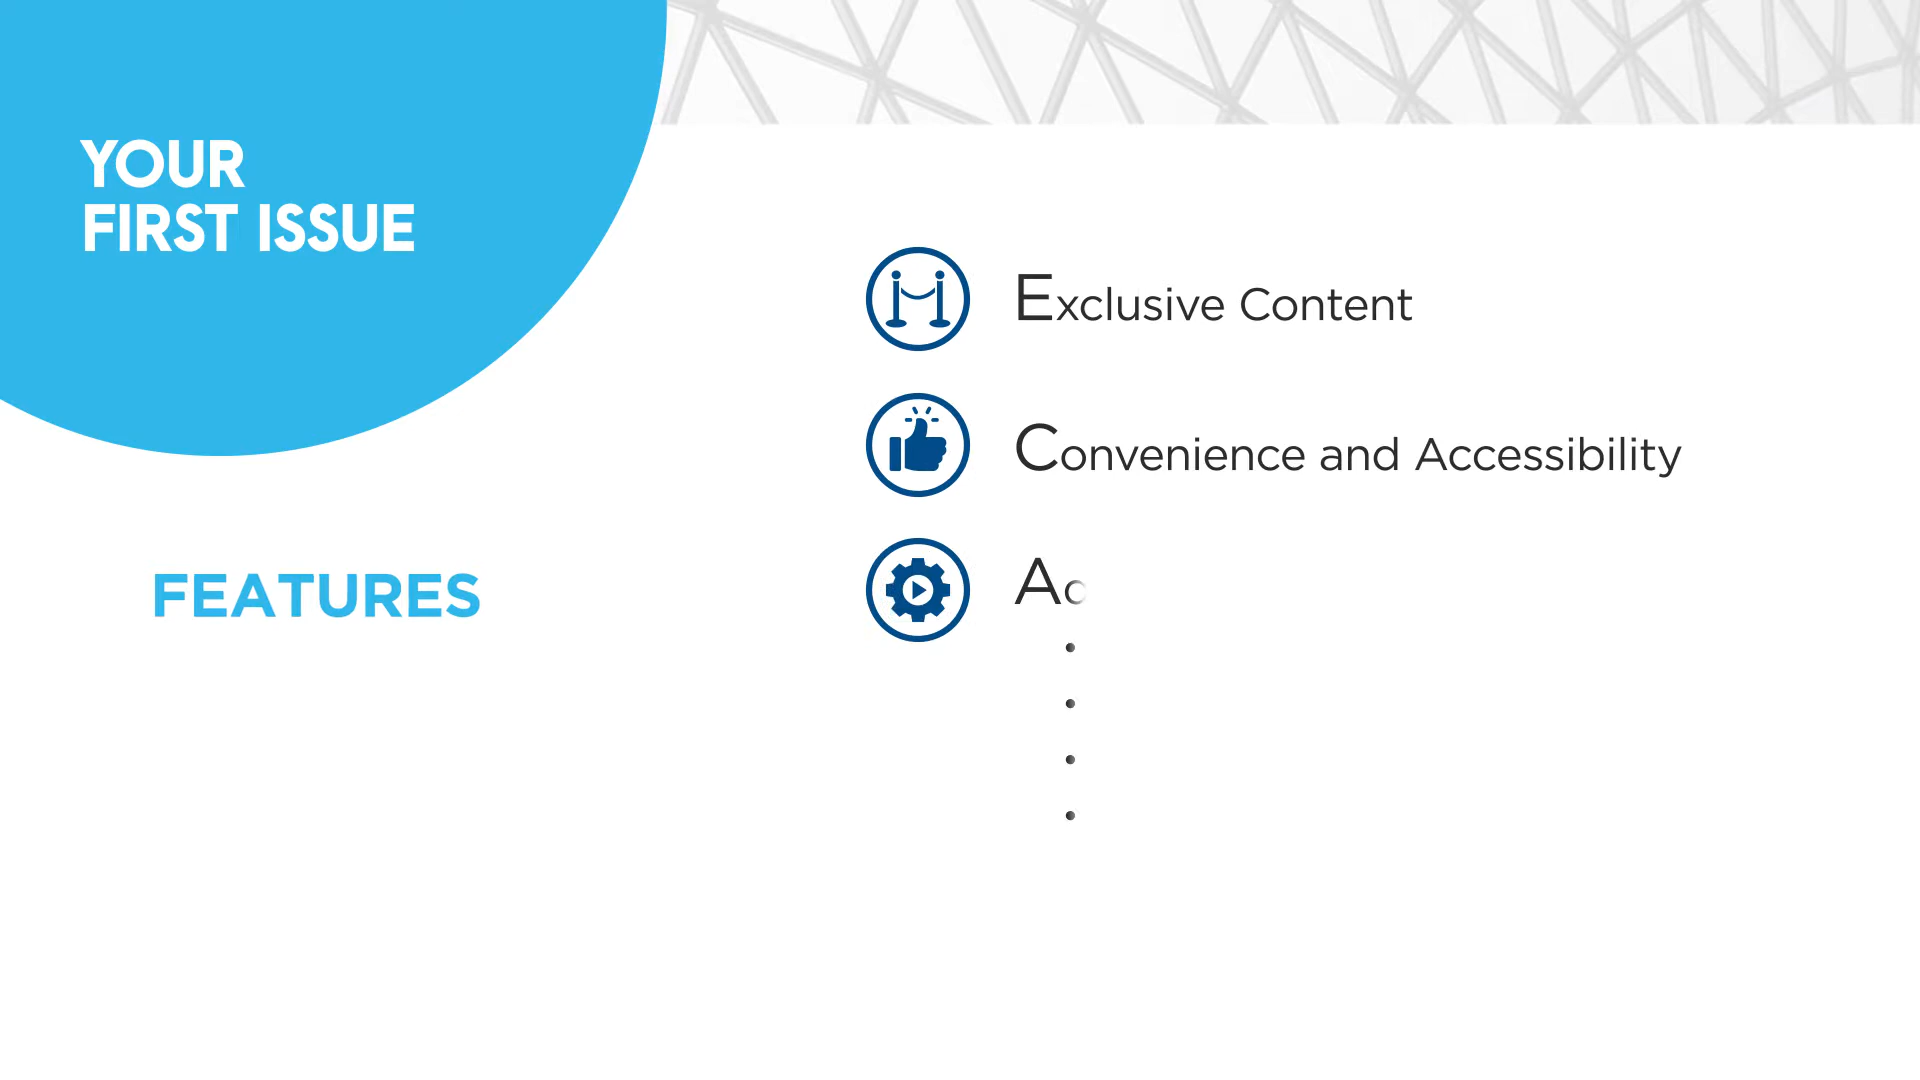 YOUR
FIRST ISSUE
Exclusive Content
Convenience and Accessibility
FEATURES